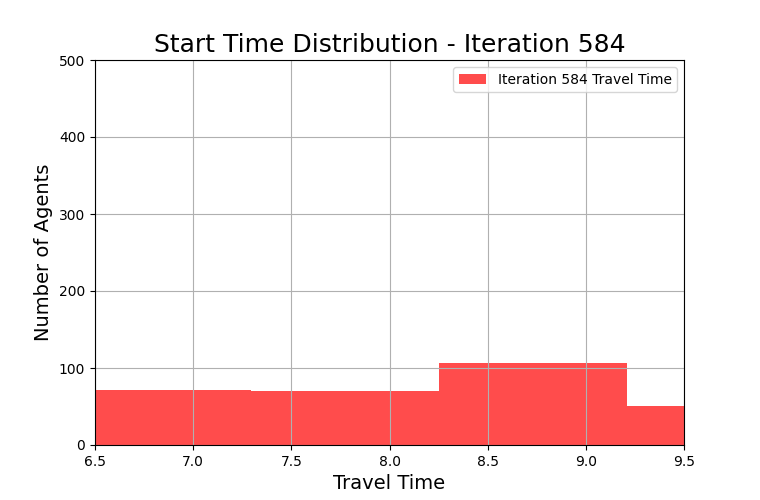 Start Time Distribution - Iteration 584
Iteration 584 Travel Time
Number of Agents
500
400
300
200
100
0
6.5 7.0 7.5 8.0 8.5 9.0 9.5
Travel Time